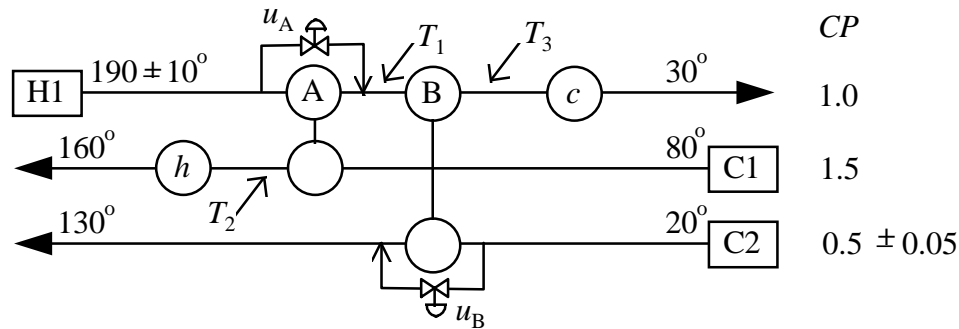 u_A CP
T_1 T_3
H1 190 ± 10° A B c 30° 1.0
160° h 80° C1 1.5
T_2
130° 20° C2 0.5 ± 0.05
u_B